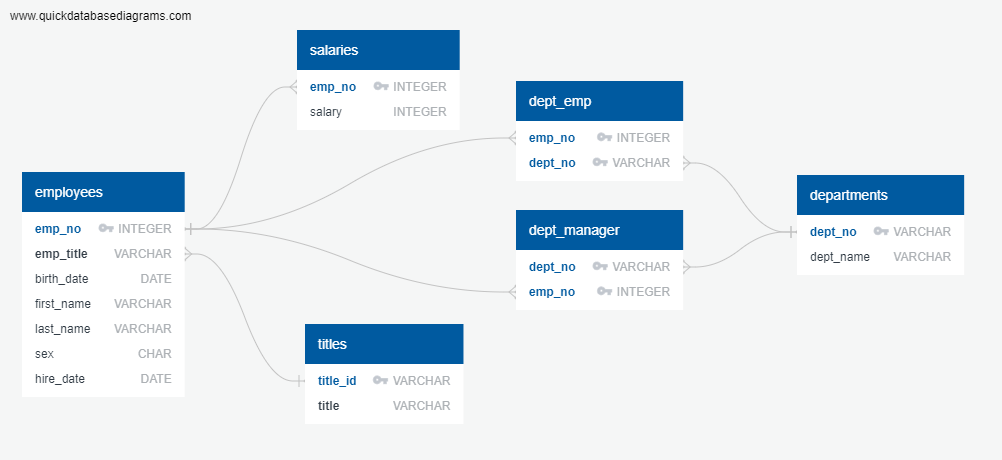 www.quickdatabasediagrams.com
salaries
emp_no INTEGER
salary INTEGER
dept_emp
emp_no INTEGER
dept_no VARCHAR
employees
emp_no INTEGER
emp_title VARCHAR
birth_date DATE
first_name VARCHAR
last_name VARCHAR
sex CHAR
hire_date DATE
departments
dept_no VARCHAR
dept_name VARCHAR
dept_manager
dept_no VARCHAR
emp_no INTEGER
titles
title_id VARCHAR
title VARCHAR